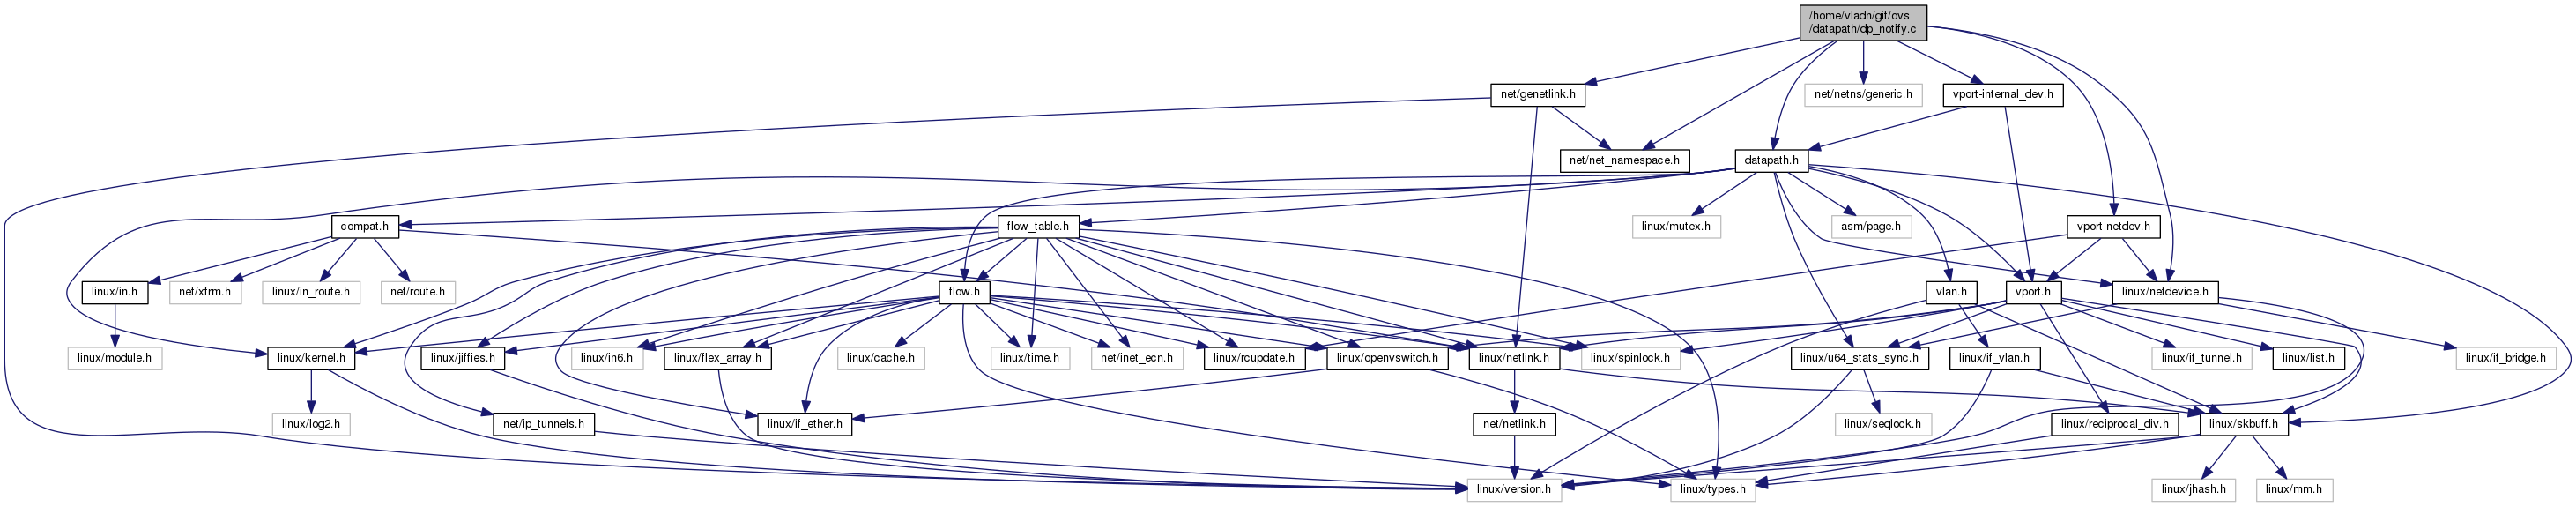 /home/vladn/git/ovs
/datapath/dp_notify.c
net/genetlink.h
net/netns/generic.h
vport-internal_dev.h
net/net_namespace.h
datapath.h
compat.h
flow_table.h
linux/mutex.h
asm/page.h
vport-netdev.h
linux/in.h
net/xfrm.h
linux/in_route.h
net/route.h
flow.h
vlan.h
vport.h
linux/netdevice.h
linux/module.h
linux/kernel.h
linux/jiffies.h
linux/in6.h
linux/flex_array.h
linux/cache.h
linux/time.h
net/inet_ecn.h
linux/rcupdate.h
linux/openvswitch.h
linux/netlink.h
linux/spinlock.h
linux/u64_stats_sync.h
linux/if_vlan.h
linux/if_tunnel.h
linux/list.h
linux/if_bridge.h
linux/log2.h
net/ip_tunnels.h
linux/if_ether.h
net/netlink.h
linux/seqlock.h
linux/reciprocal_div.h
linux/skbuff.h
linux/version.h
linux/types.h
linux/jhash.h
linux/mm.h